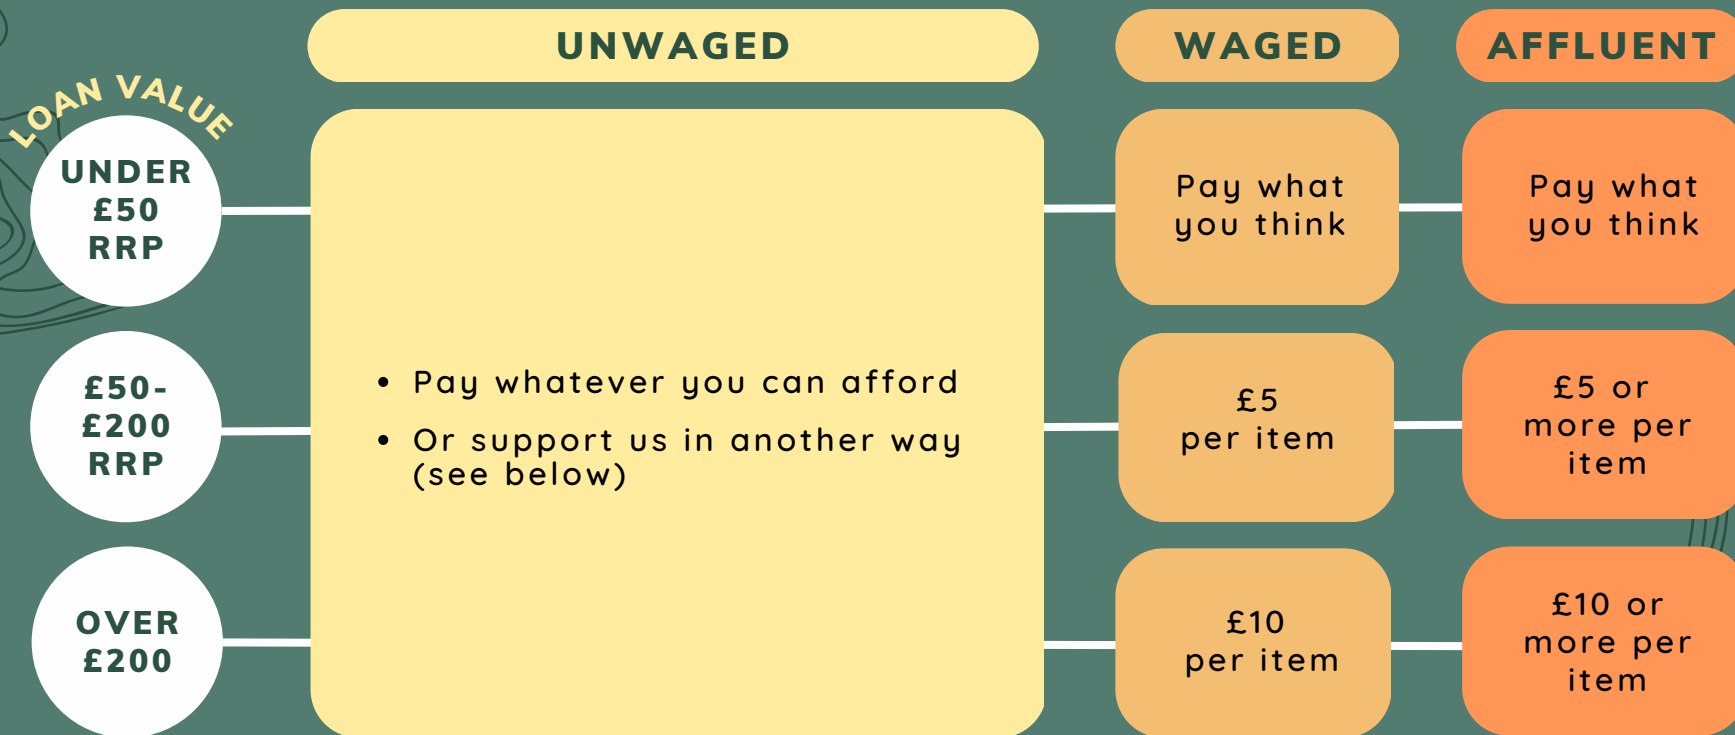 UNWAGED
WAGED
AFFLUENT
LOAN VALUE
UNDER
£50
RRP
Pay what
you think
Pay what
you think
£50-
£200
RRP
• Pay whatever you can afford
• Or support us in another way
(see below)
£5
per item
£5 or
more per
item
OVER
£200
£10
per item
£10 or
more per
item